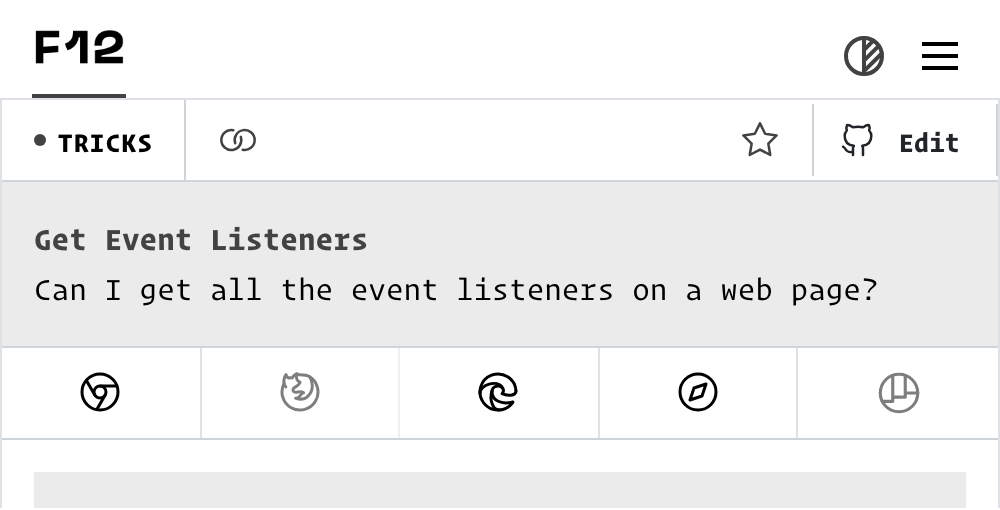 F12
TRICKS
Edit
Get Event Listeners
Can I get all the event listeners on a web page?